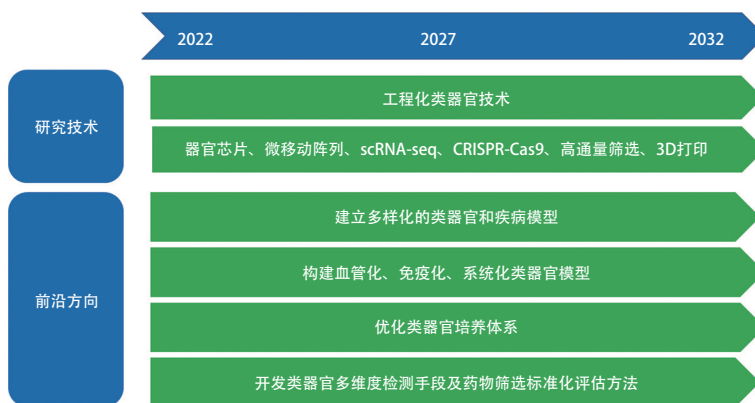 2022 2027 2032
研究技术
工程化类器官技术
器官芯片、微移动阵列、scRNA-seq、CRISPR-Cas9、高通量筛选、3D打印
前沿方向
建立多样化的类器官和疾病模型
构建血管化、免疫化、系统化类器官模型
优化类器官培养体系
开发类器官多维度检测手段及药物筛选标准化评估方法